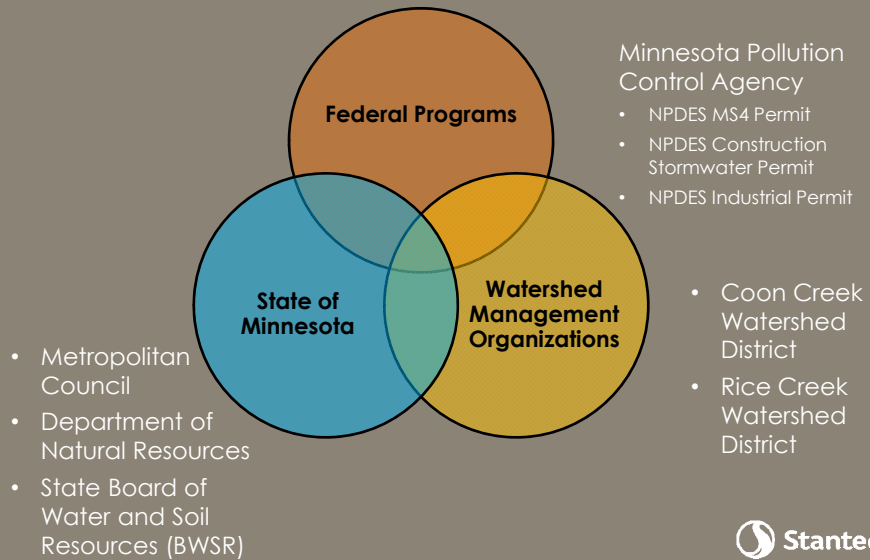 Federal Programs
Minnesota Pollution
Control Agency
• NPDES MS4 Permit
• NPDES Construction
Stormwater Permit
• NPDES Industrial Permit
State of
Minnesota
Watershed
Management
Organizations
• Metropolitan
Council
• Department of
Natural Resources
• State Board of
Water and Soil
Resources (BWSR)
• Coon Creek
Watershed
District
• Rice Creek
Watershed
District
Stantec